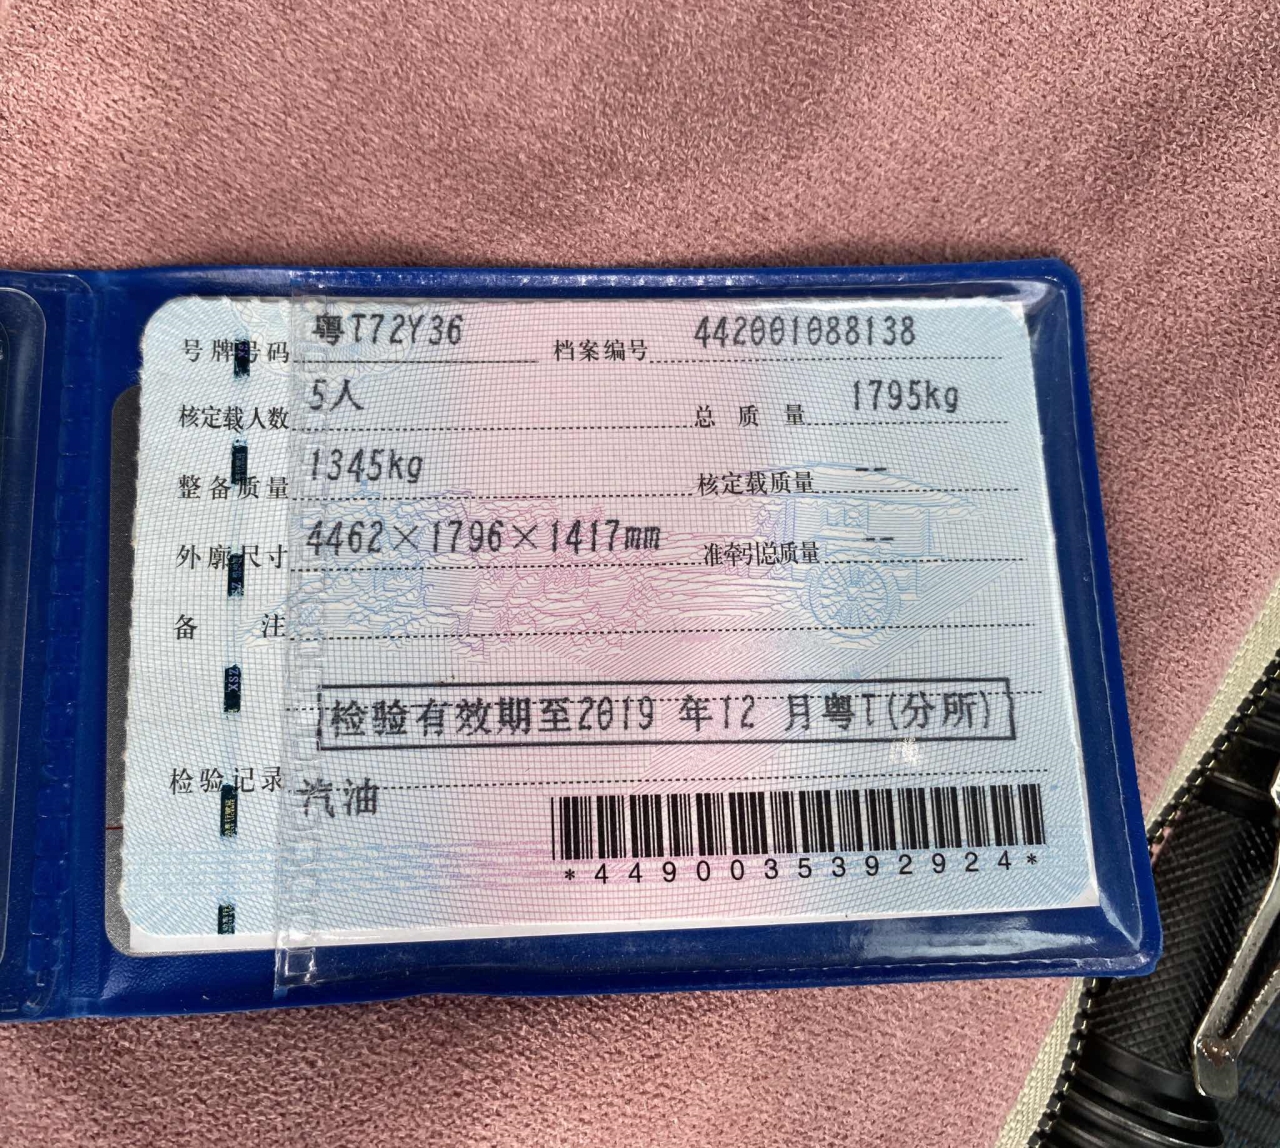 号牌号码 粤T72Y36 档案编号 442001088138
核定载人数 5人 总质量 1795kg
整备质量 1345kg 核定载质量 --
外廓尺寸 4462×1796×1417mm 准牵引总质量 --
备注
检验有效期至2019 年12 月粤T(分所)
检验记录 汽油
*4490035392924*